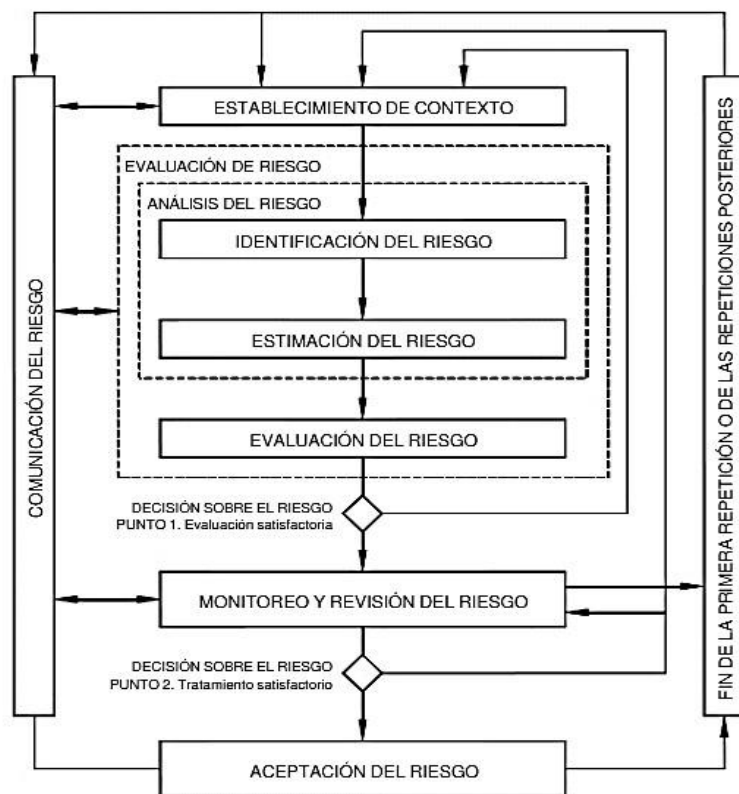 ESTABLECIMIENTO DE CONTEXTO
EVALUACIÓN DE RIESGO
ANÁLISIS DEL RIESGO
IDENTIFICACIÓN DEL RIESGO
ESTIMACIÓN DEL RIESGO
EVALUACIÓN DEL RIESGO
DECISIÓN SOBRE EL RIESGO
PUNTO 1. Evaluación satisfactoria
MONITOREO Y REVISIÓN DEL RIESGO
DECISIÓN SOBRE EL RIESGO
PUNTO 2. Tratamiento satisfactorio
ACEPTACIÓN DEL RIESGO
COMUNICACIÓN DEL RIESGO
FIN DE LA PRIMERA REPETICIÓN O DE LAS REPETICIONES POSTERIORES